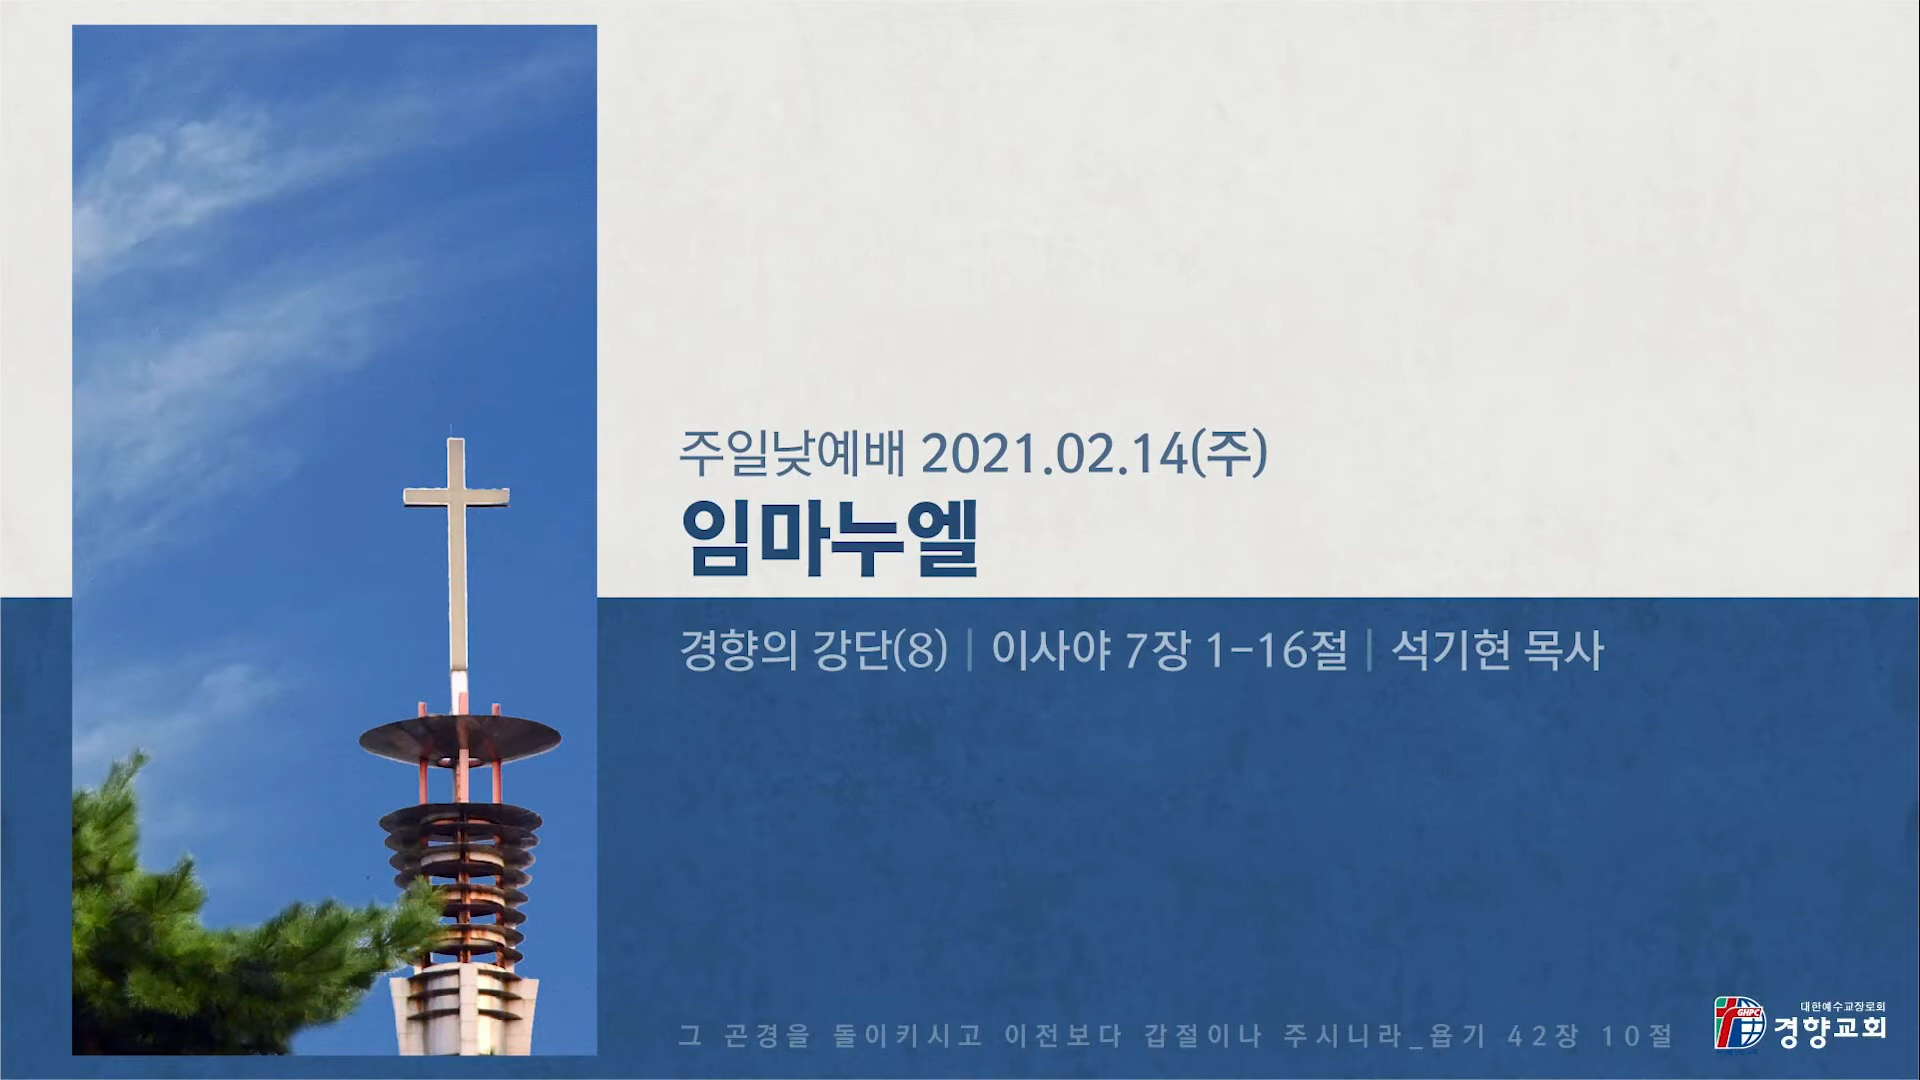 주일낮예배 2021.02.14(주)
임마누엘
경향의 강단(8) | 이사야 7장 1-16절 | 석기현 목사
그 곤경을 돌이키시고 이전보다 갑절이나 주시니라_욥기 42장 10절
GHPC
대한예수교장로회
경향교회